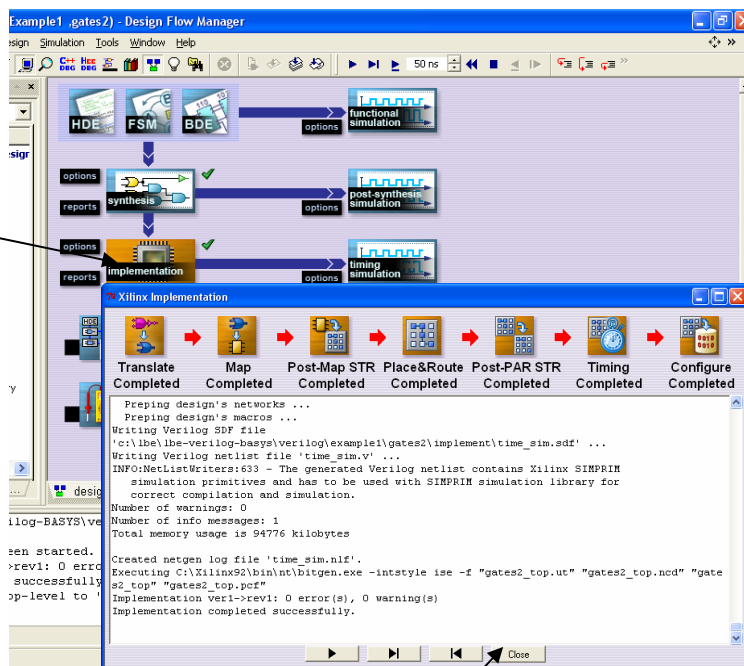 Example1 ,gates2) - Design Flow Manager
esign Simulation Tools Window Help
C++ DBG HDE DBG 50 ns
HDE FSM BDE
options
functional simulation
esigr
options
synthesis
reports
options
post-synthesis simulation
options
implementation
reports
options
timing simulation
HDE
Xilinx Implementation
Translate Completed
Map Completed
Post-Map STR Completed
Place&Route Completed
Post-PAR STR Completed
Timing Completed
Configure Completed
Preping design's networks ...
Preping design's macros ...
Writing Verilog SDF file
'c:\lbe\lbe-verilog-basys\verilog\example1\gates2\implement\time_sim.sdf' ...
Writing Verilog netlist file 'time_sim.v' ...
INFO:NetListWriters:633 - The generated Verilog netlist contains Xilinx SIMPRIM
simulation primitives and has to be used with SIMPRIM simulation library for
correct compilation and simulation.
Number of warnings: 0
Number of info messages: 1
Total memory usage is 94776 kilobytes
Created netgen log file 'time_sim.nlf'.
Executing C:\Xilinx92\bin\nt\bitgen.exe -intstyle ise -f "gates2_top.ut" "gates2_top.ncd" "gate
s2_top" "gates2_top.pcf"
Implementation ver1->rev1: 0 error(s), 0 warning(s)
Implementation completed successfully.
Close
ry
desig
ilog-BASYS\ve
een started.
>rev1: 0 erro
successfully
op-level to '